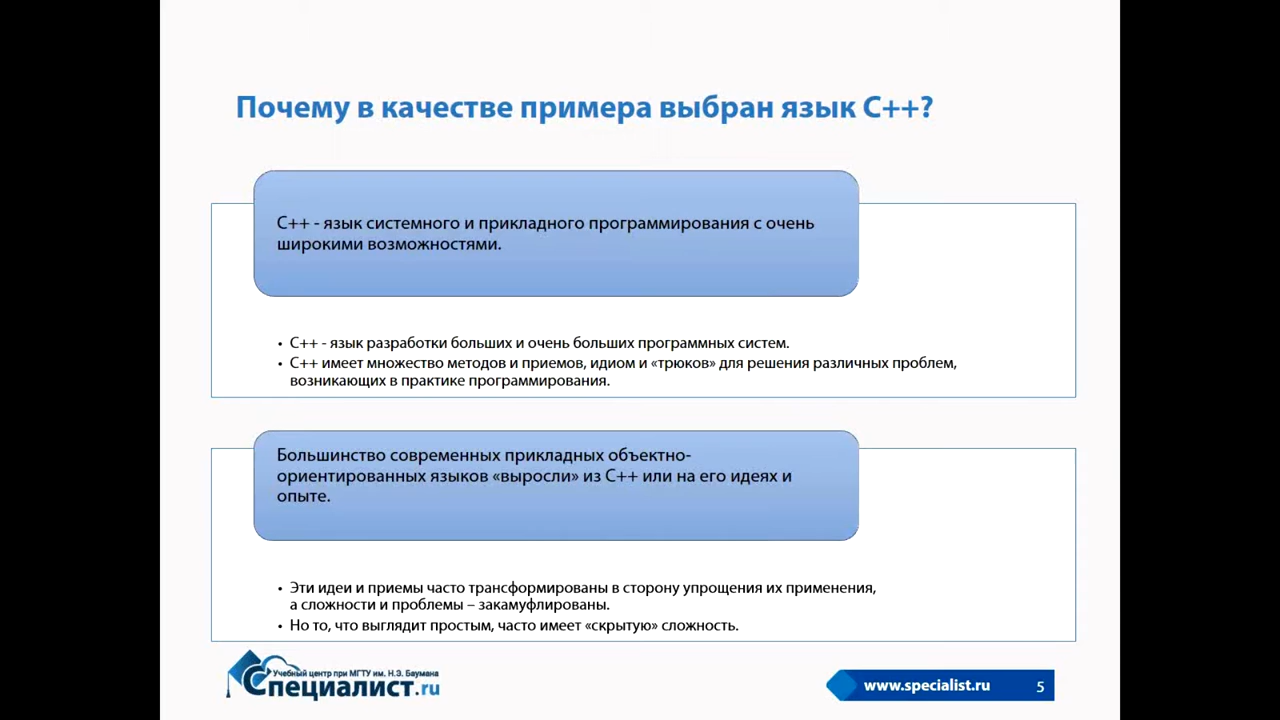 Почему в качестве примера выбран язык С++?
С++ - язык системного и прикладного программирования с очень
широкими возможностями.
• С++ - язык разработки больших и очень больших программных систем.
• С++ имеет множество методов и приемов, идиом и «трюков» для решения различных проблем,
возникающих в практике программирования.
Большинство современных прикладных объектно-
ориентированных языков «выросли» из С++ или на его идеях и
опыте.
• Эти идеи и приемы часто трансформированы в сторону упрощения их применения,
а сложности и проблемы – закамуфлированы.
• Но то, что выглядит простым, часто имеет «скрытую» сложность.
Учебный центр при МГТУ им. Н.Э. Баумана
Специалист.ru
www.specialist.ru
5